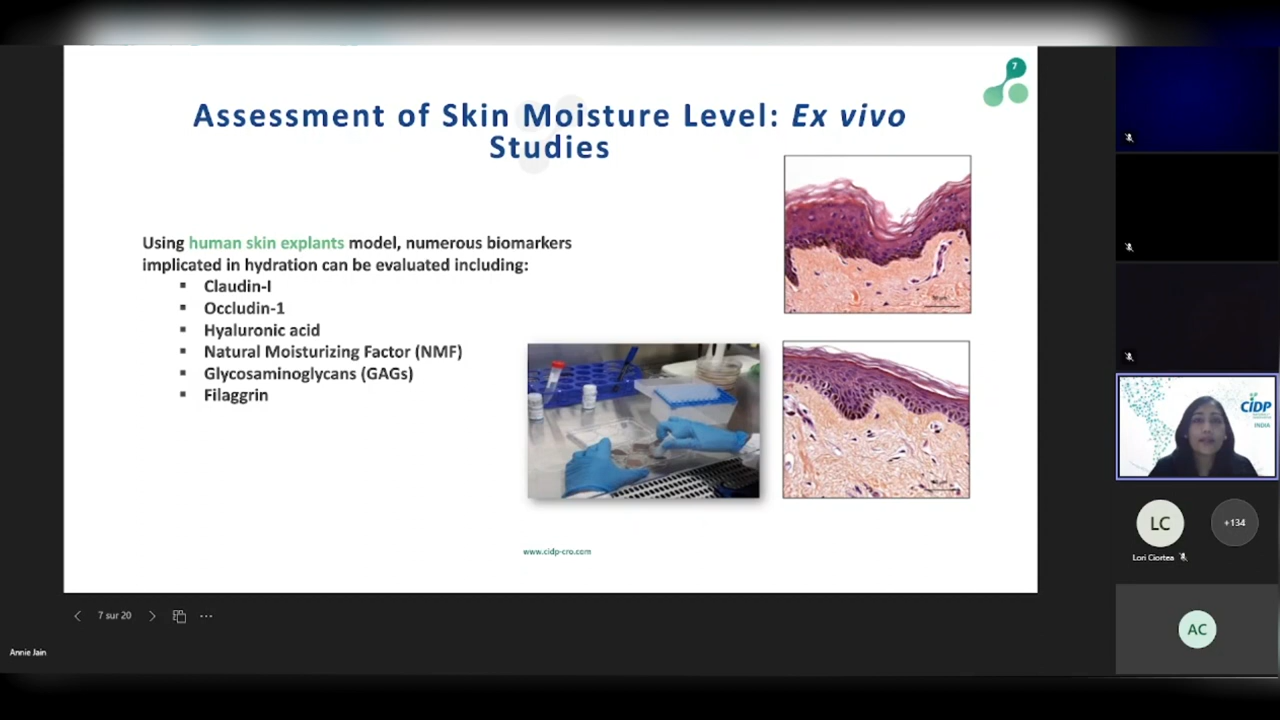 7
Assessment of Skin Moisture Level: Ex vivo
Studies
Using human skin explants model, numerous biomarkers
implicated in hydration can be evaluated including:
▪ Claudin-I
▪ Occludin-1
▪ Hyaluronic acid
▪ Natural Moisturizing Factor (NMF)
▪ Glycosaminoglycans (GAGs)
▪ Filaggrin
www.cidp-cro.com
7 sur 20
Annie Jain
CiDP
INDIA
LC
+134
Lori Ciortea
AC